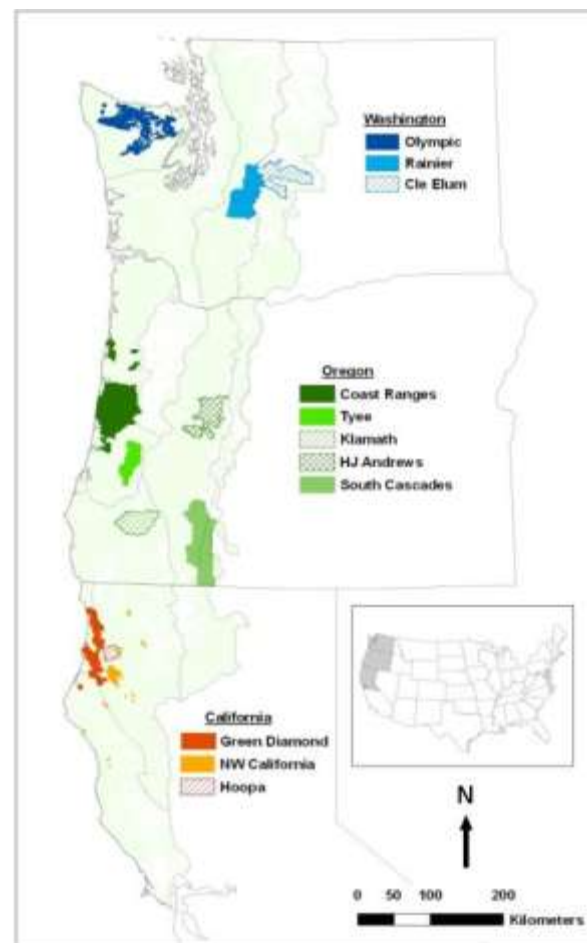 Washington
Olympic
Rainier
Cle Elum
Oregon
Coast Ranges
Tyee
Klamath
HJ Andrews
South Cascades
California
Green Diamond
NW California
Hoopa
N
0 50 100 200
Kilometers